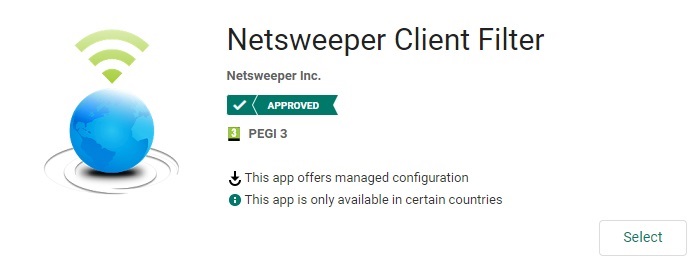 Netsweeper Client Filter
Netsweeper Inc.
APPROVED
3 PEGI 3
This app offers managed configuration
This app is only available in certain countries
Select